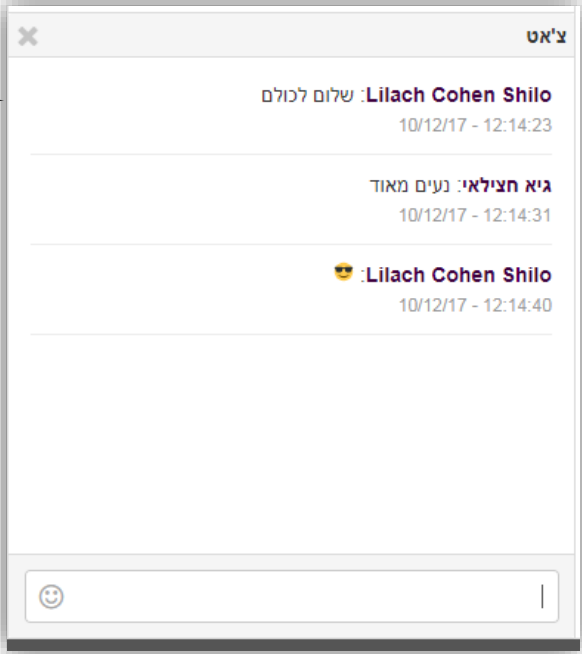 צ'אט
Lilach Cohen Shilo: שלום לכולם
10/12/17 - 12:14:23
גיא חצילאי: נעים מאוד
10/12/17 - 12:14:31
Lilach Cohen Shilo: 😎
10/12/17 - 12:14:40